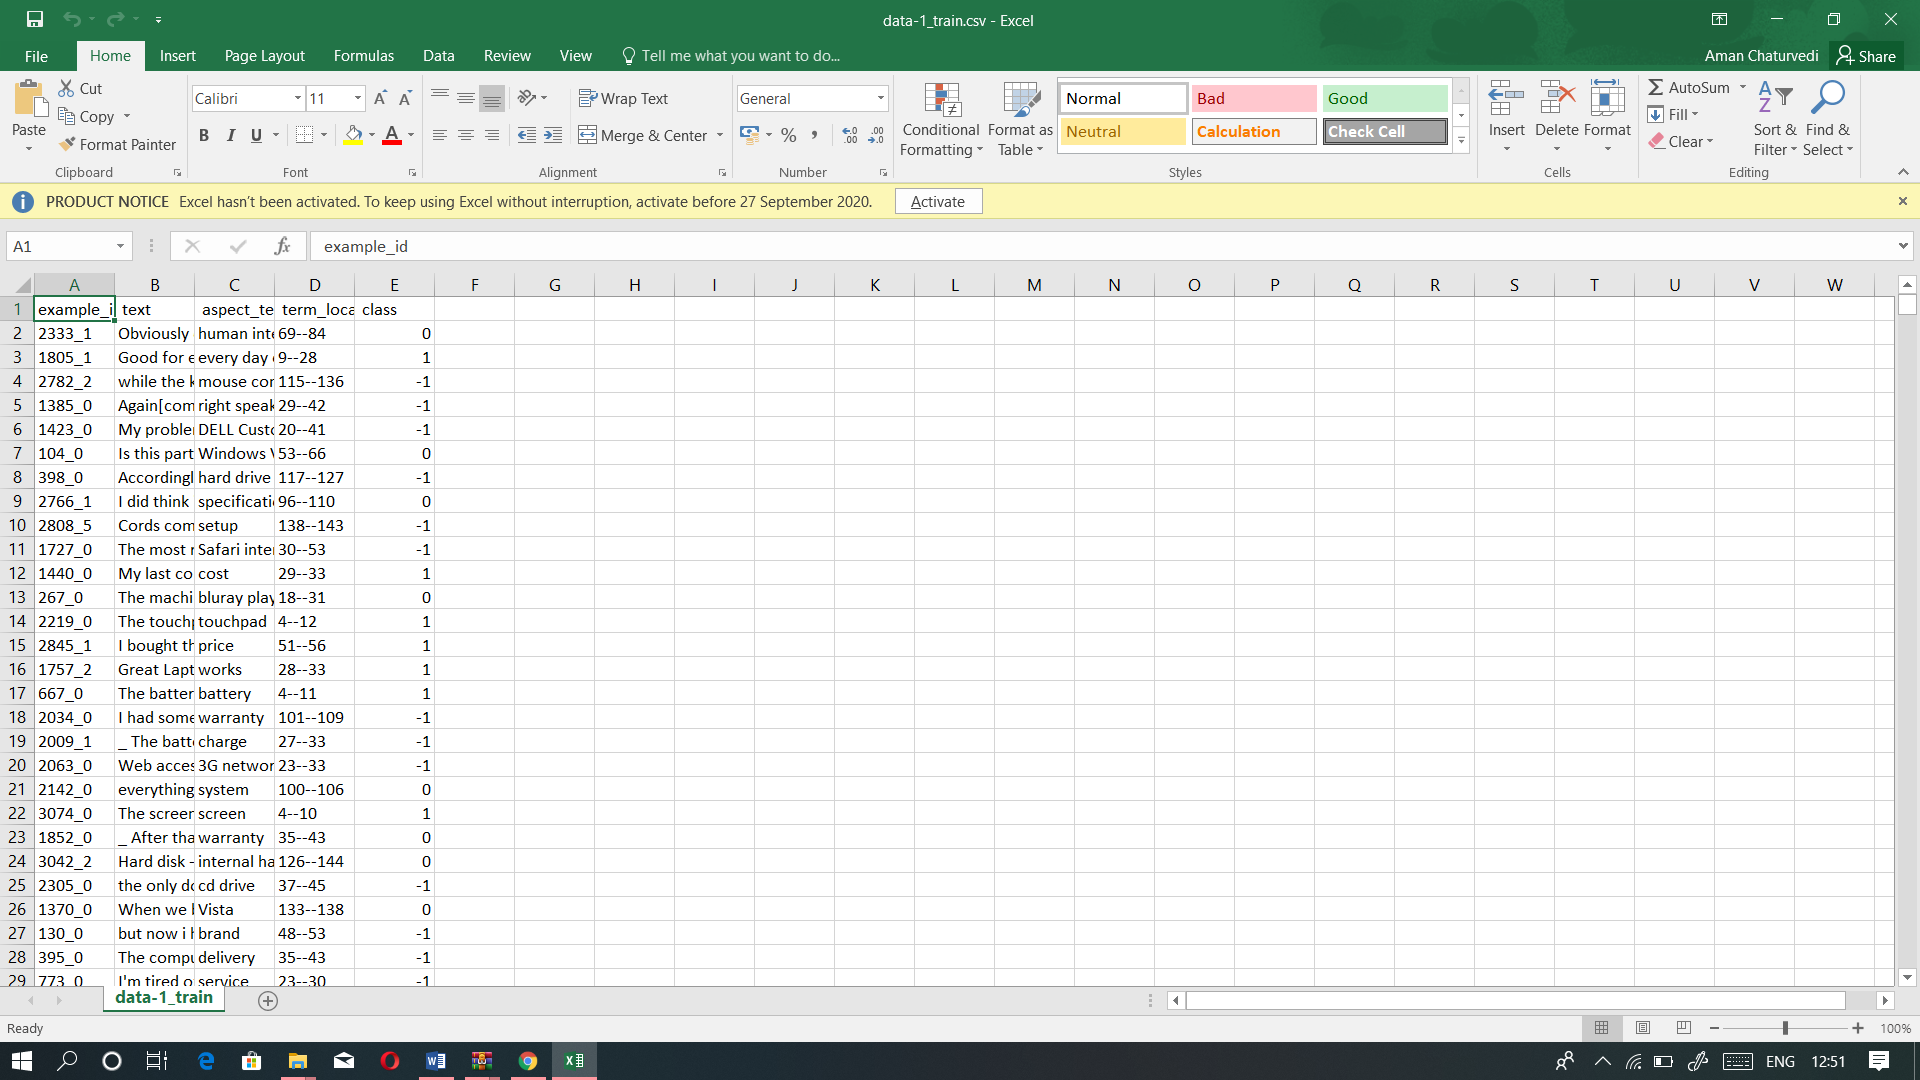 data-1_train.csv - Excel
File Home Insert Page Layout Formulas Data Review View Tell me what you want to do... Aman Chaturvedi Share
Paste Cut Copy Format Painter Clipboard
Calibri 11 B I U Font
Wrap Text Merge & Center Alignment
General % , Number
Conditional Formatting Format as Table
Normal Bad Good
Neutral Calculation Check Cell
Styles
Insert Delete Format Cells
AutoSum Fill Clear Sort & Filter Find & Select Editing
PRODUCT NOTICE Excel hasn't been activated. To keep using Excel without interruption, activate before 27 September 2020. Activate
A1 fx example_id
A B C D E F G H I J K L M N O P Q R S T U V W
1 example_i text aspect_te term_loca class
2 2333_1 Obviously human inte 69--84 0
3 1805_1 Good for e every day 9--28 1
4 2782_2 while the k mouse cor 115--136 -1
5 1385_0 Again[com right speak 29--42 -1
6 1423_0 My proble DELL Custo 20--41 -1
7 104_0 Is this part Windows V 53--66 0
8 398_0 Accordingl hard drive 117--127 -1
9 2766_1 I did think specificati 96--110 0
10 2808_5 Cords com setup 138--143 -1
11 1727_0 The most r Safari inter 30--53 -1
12 1440_0 My last co cost 29--33 1
13 267_0 The machi bluray play 18--31 0
14 2219_0 The touchp touchpad 4--12 1
15 2845_1 I bought th price 51--56 1
16 1757_2 Great Lapt works 28--33 1
17 667_0 The batter battery 4--11 1
18 2034_0 I had some warranty 101--109 -1
19 2009_1 _ The batte charge 27--33 -1
20 2063_0 Web acces 3G networ 23--33 -1
21 2142_0 everything system 100--106 0
22 3074_0 The screen screen 4--10 1
23 1852_0 _ After tha warranty 35--43 0
24 3042_2 Hard disk - internal ha 126--144 0
25 2305_0 the only do cd drive 37--45 -1
26 1370_0 When we Vista 133--138 0
27 130_0 but now i h brand 48--53 -1
28 395_0 The compu delivery 35--43 -1
29 773_0 I'm tired o service 23--30 -1
data-1_train
Ready 100%
ENG 12:51